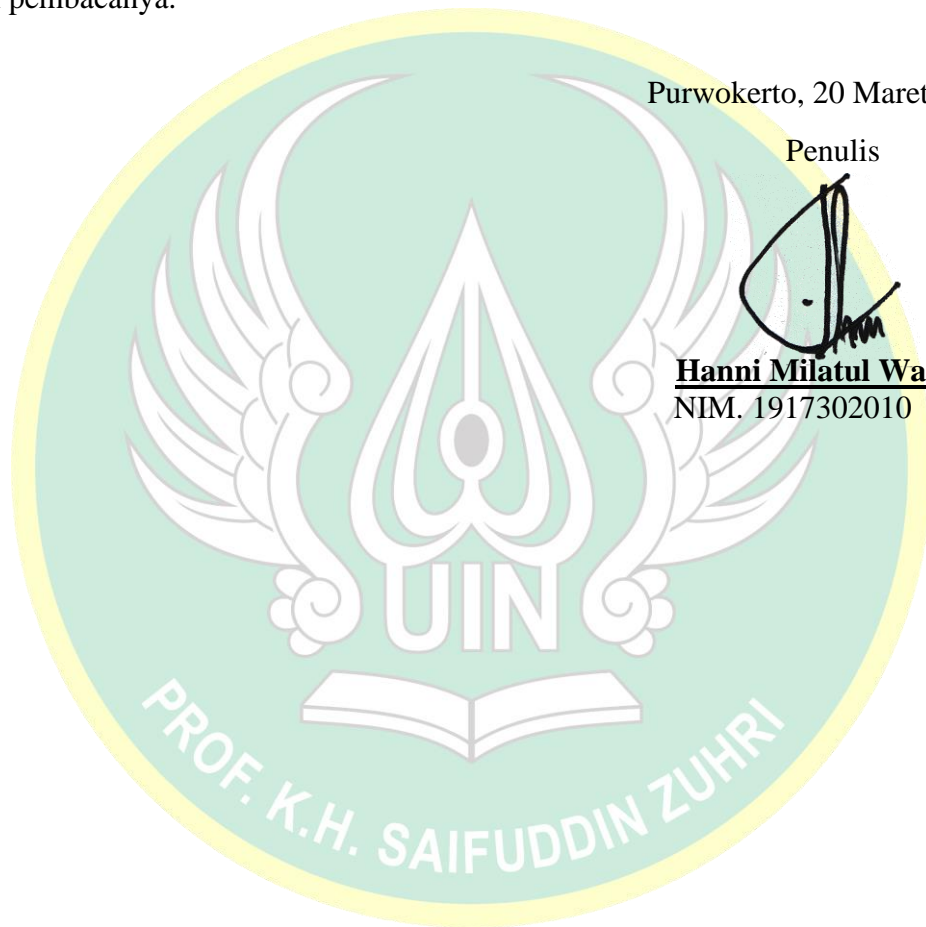 pembacanya.
Purwokerto, 20 Maret
Penulis
Hanni Milatul Wa
NIM. 1917302010
UIN
PROF. K.H. SAIFUDDIN ZUHRI